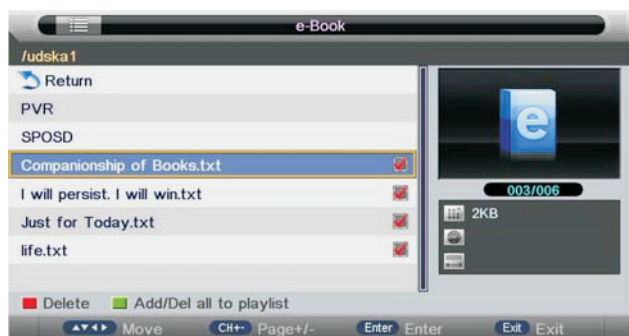 e-Book
/udska1
Return
PVR
SPOSD
Companionship of Books.txt
I will persist. I will win.txt
Just for Today.txt
life.txt
003/006
2KB
Delete Add/Del all to playlist
Move CH+- Page+/- Enter Enter Exit Exit